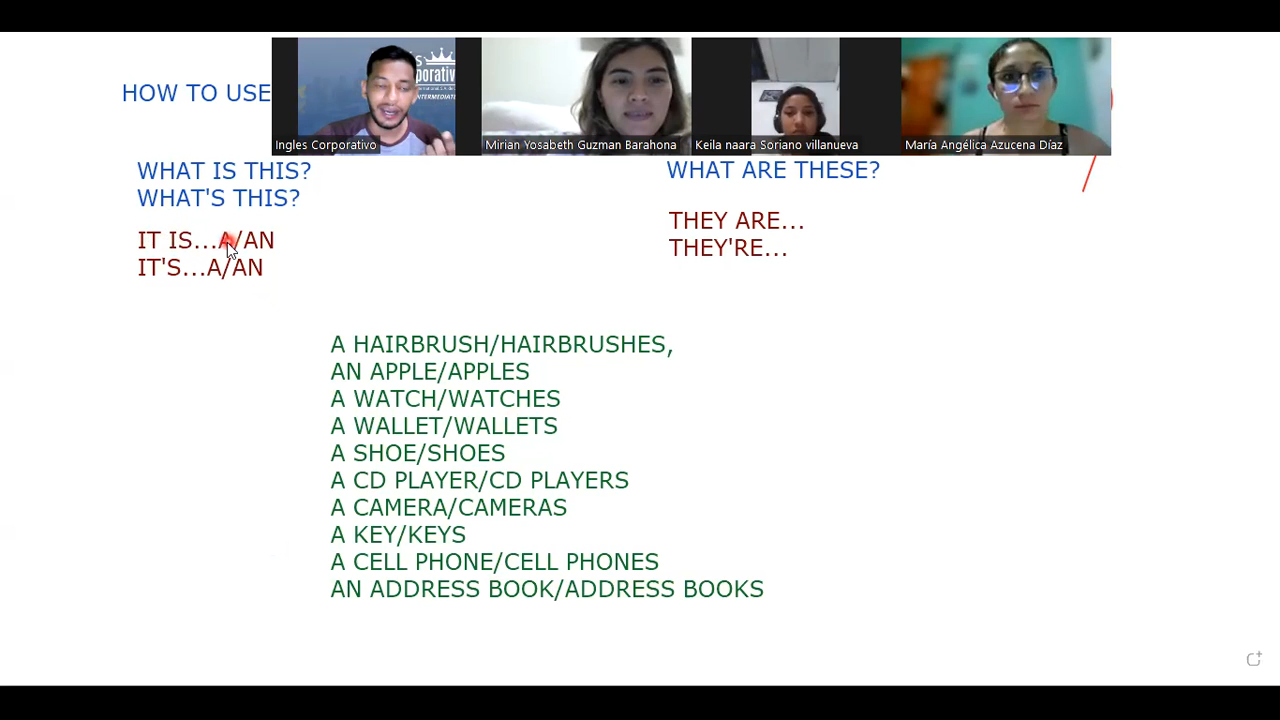 HOW TO USE
Ingles Corporativo
Mirian Yosabeth Guzman Barahona
Keila naara Soriano villanueva
María Angélica Azucena Díaz
WHAT IS THIS?
WHAT'S THIS?
IT IS...A/AN
IT'S...A/AN
WHAT ARE THESE?
THEY ARE...
THEY'RE...
A HAIRBRUSH/HAIRBRUSHES,
AN APPLE/APPLES
A WATCH/WATCHES
A WALLET/WALLETS
A SHOE/SHOES
A CD PLAYER/CD PLAYERS
A CAMERA/CAMERAS
A KEY/KEYS
A CELL PHONE/CELL PHONES
AN ADDRESS BOOK/ADDRESS BOOKS